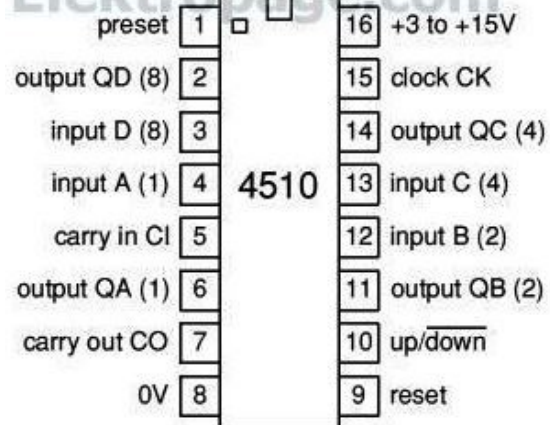 Elektropage.com
preset 1 16 +3 to +15V
output QD (8) 2 15 clock CK
input D (8) 3 14 output QC (4)
input A (1) 4 4510 13 input C (4)
carry in CI 5 12 input B (2)
output QA (1) 6 11 output QB (2)
carry out CO 7 10 up/down
0V 8 9 reset